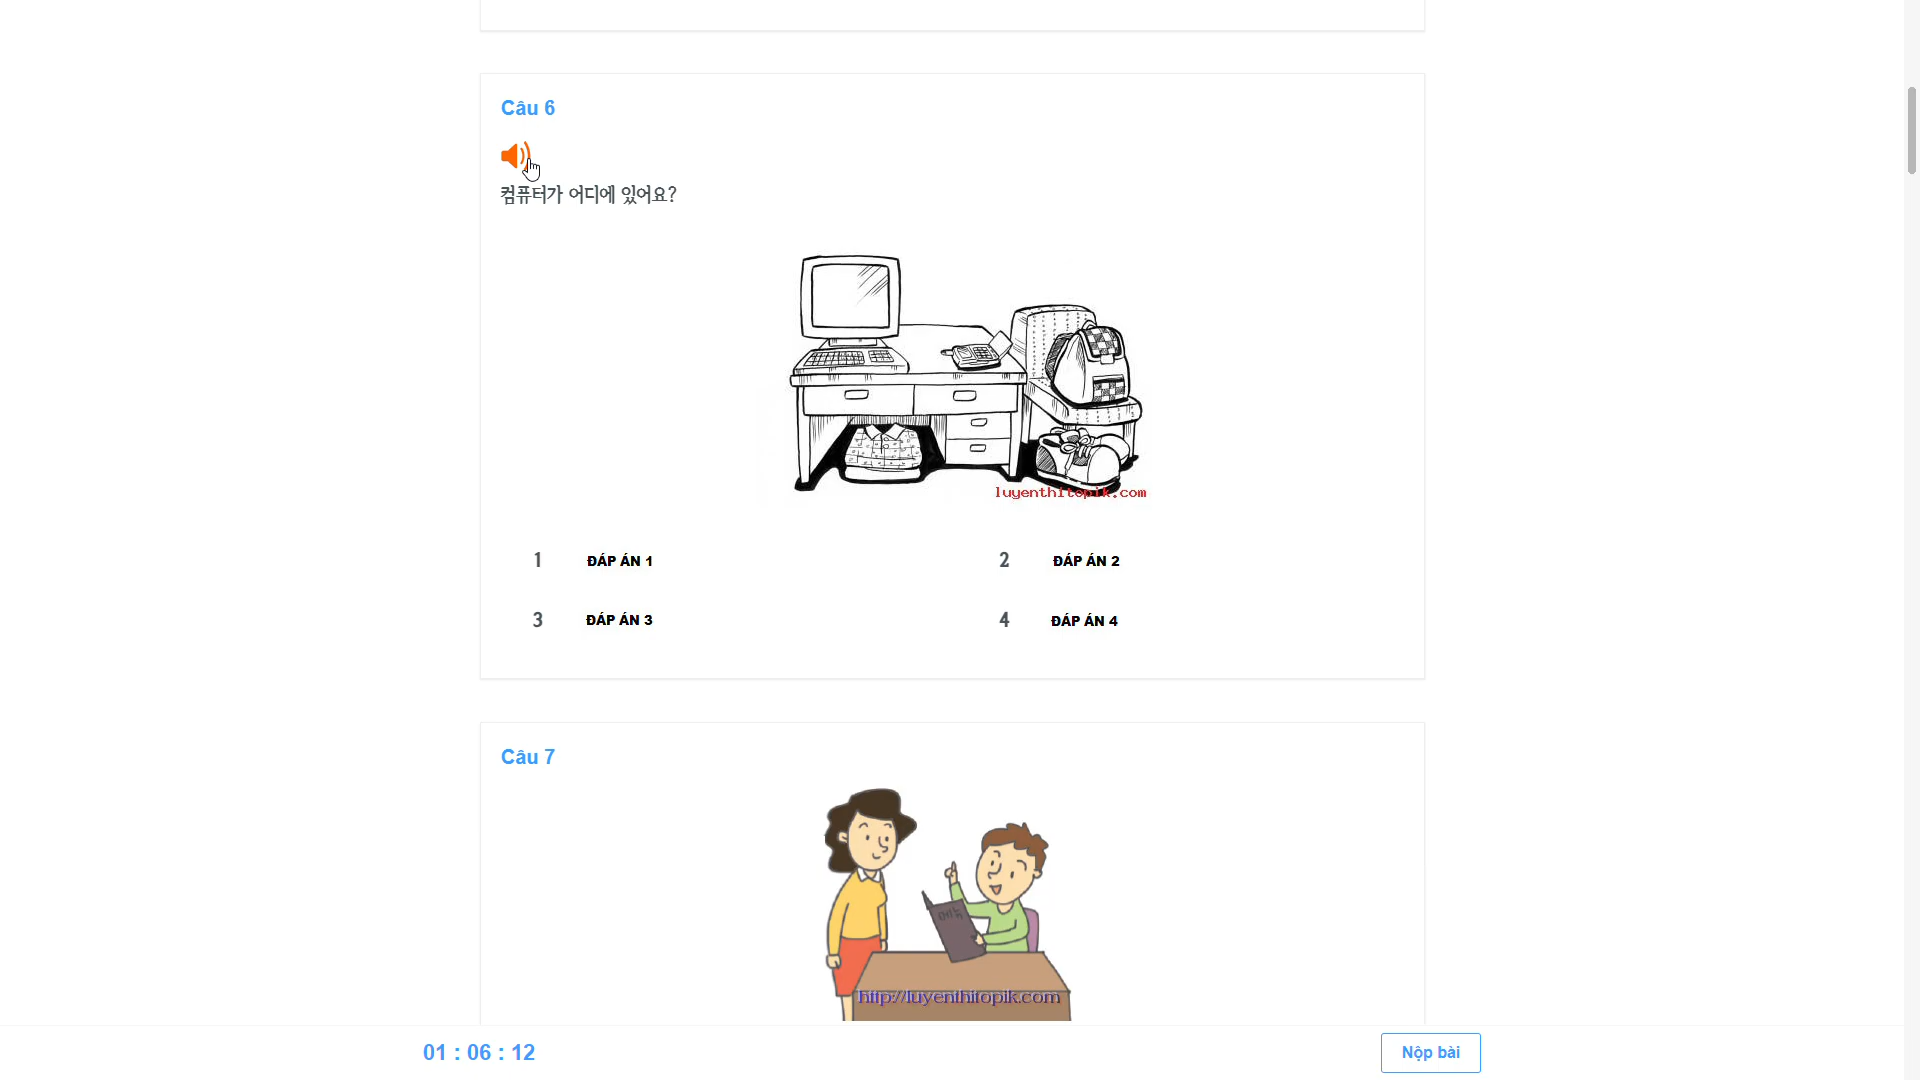 Câu 6
컴퓨터가 어디에 있어요?
luyenthitopik.com
1 ĐÁP ÁN 1
2 ĐÁP ÁN 2
3 ĐÁP ÁN 3
4 ĐÁP ÁN 4
Câu 7
메뉴
http://luyenthitopik.com
01 : 06 : 12
Nộp bài